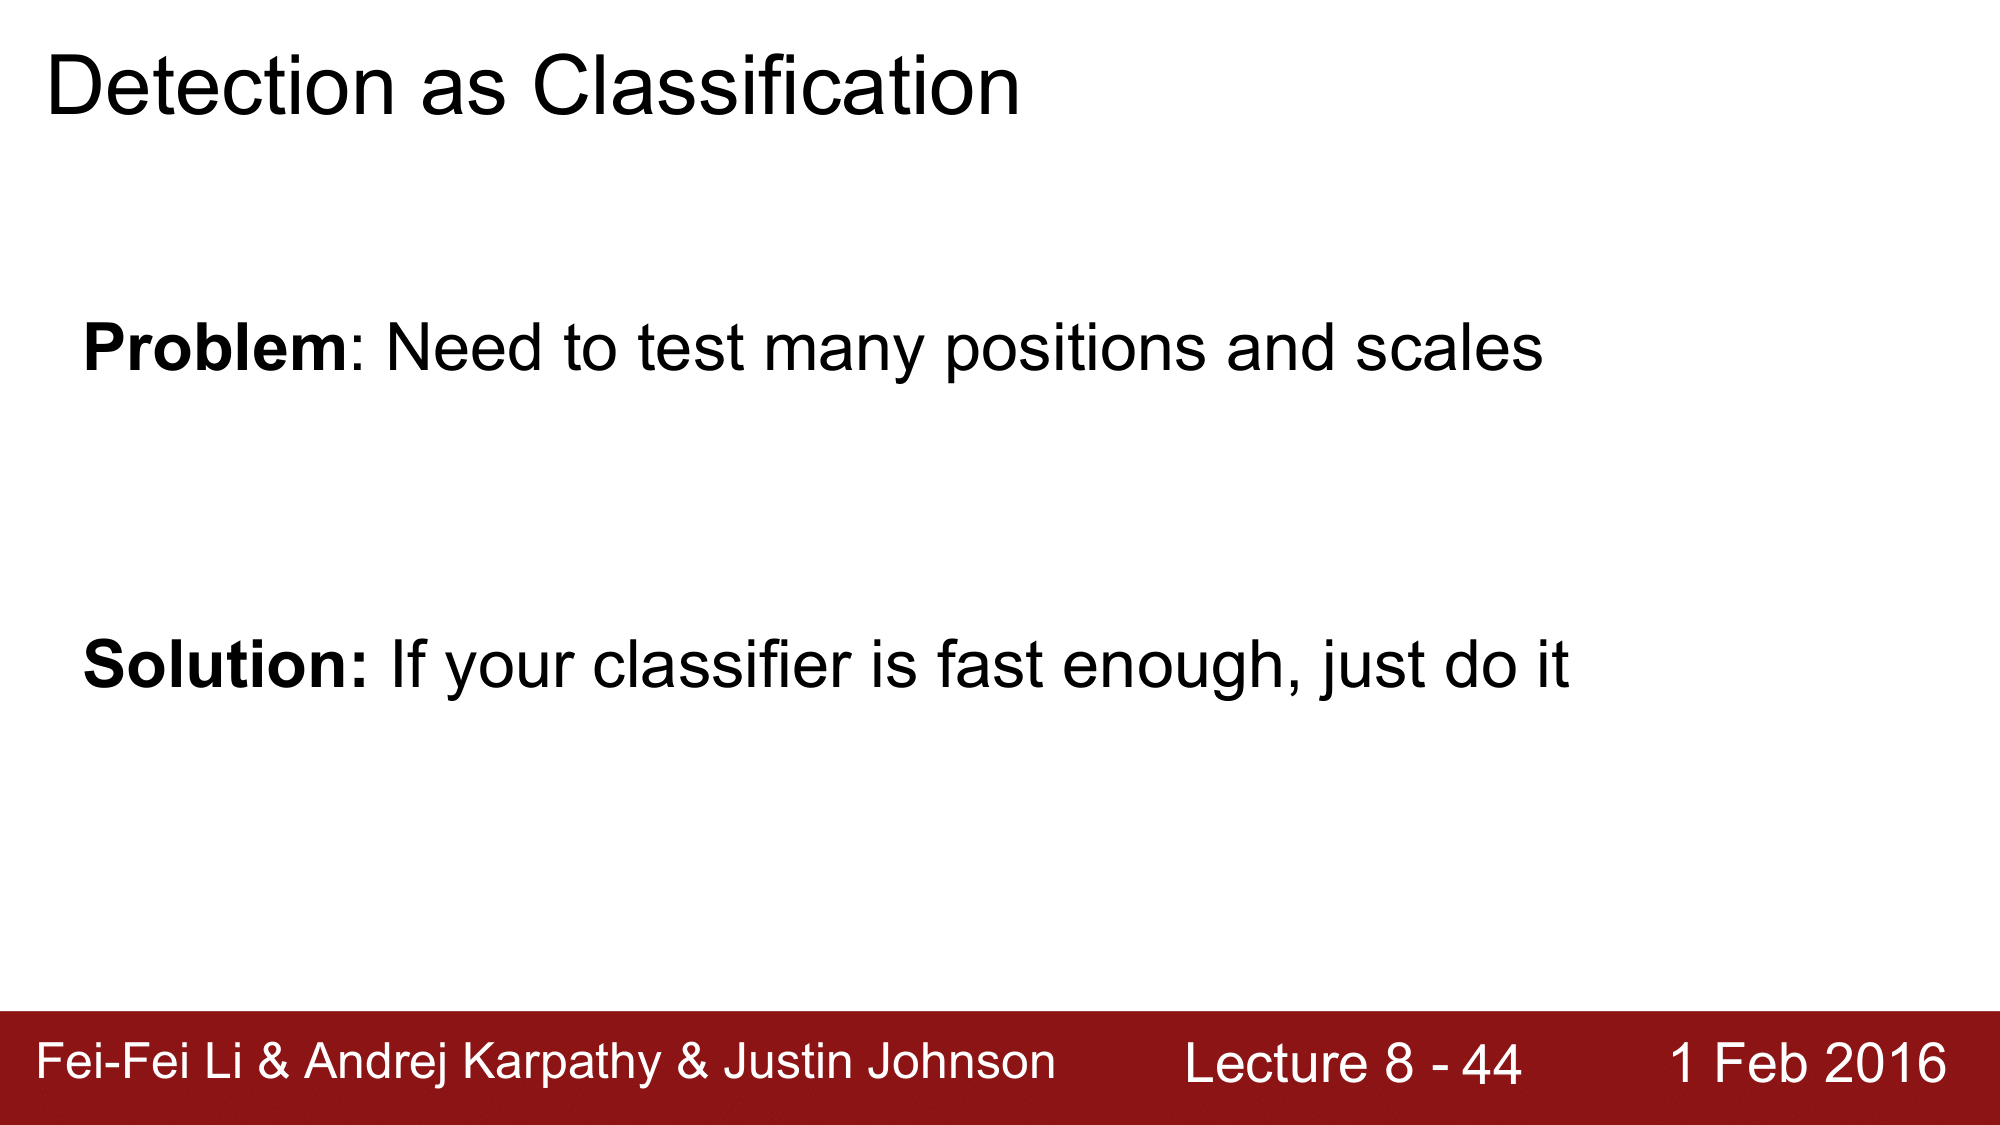 Detection as Classification
Problem: Need to test many positions and scales
Solution: If your classifier is fast enough, just do it
Fei-Fei Li & Andrej Karpathy & Justin Johnson
Lecture 8 - 44
1 Feb 2016